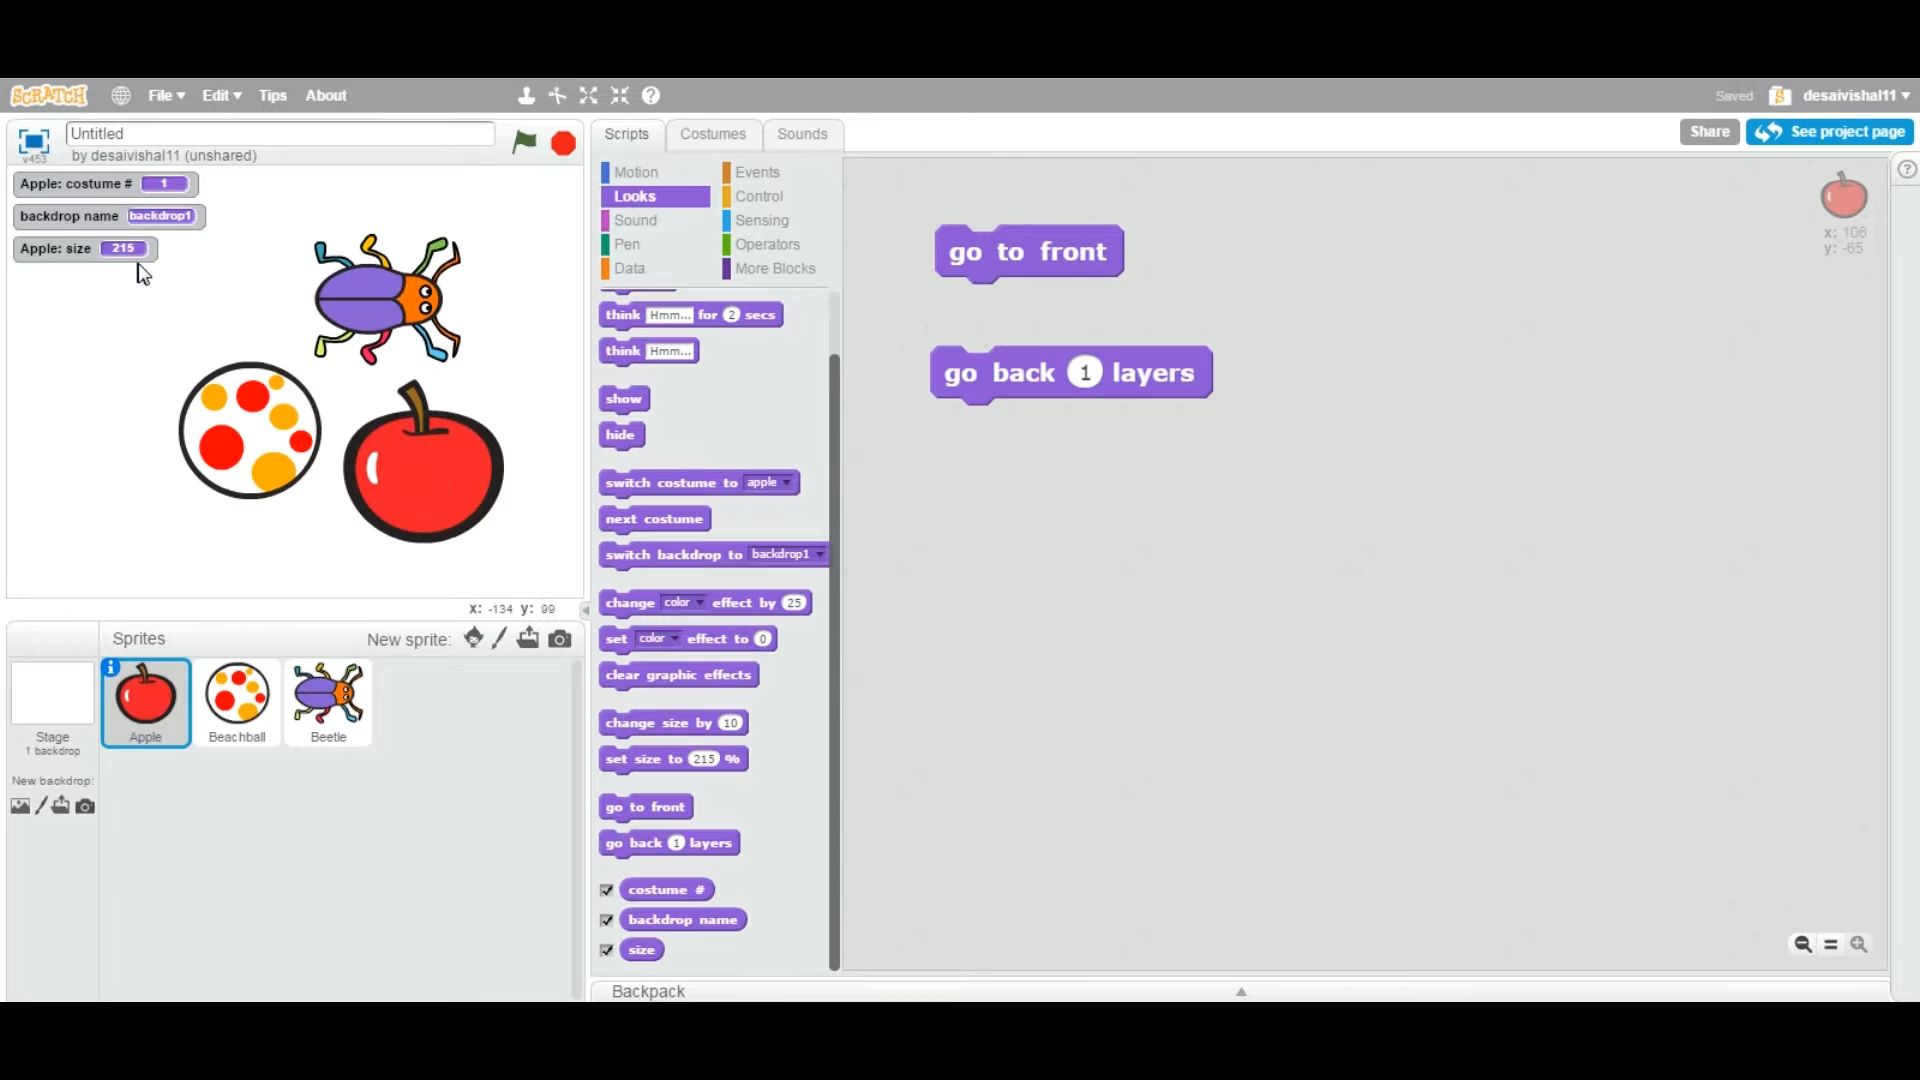 SCRATCH File Edit Tips About Saved desaivishal11
v453 Untitled
by desaivishal11 (unshared)
Scripts Costumes Sounds
Share See project page
Apple: costume # 1
backdrop name backdrop1
Apple: size 215
Motion Events
Looks Control
Sound Sensing
Pen Operators
Data More Blocks
think Hmm... for 2 secs
think Hmm...
show
hide
switch costume to apple
next costume
switch backdrop to backdrop1
change color effect by 25
set color effect to 0
clear graphic effects
change size by 10
set size to 215 %
go to front
go back 1 layers
costume #
backdrop name
size
go to front
go back 1 layers
x: 106
y: -65
x: -134 y: 99
Sprites New sprite:
Stage
1 backdrop
New backdrop:
Apple Beachball Beetle
Backpack